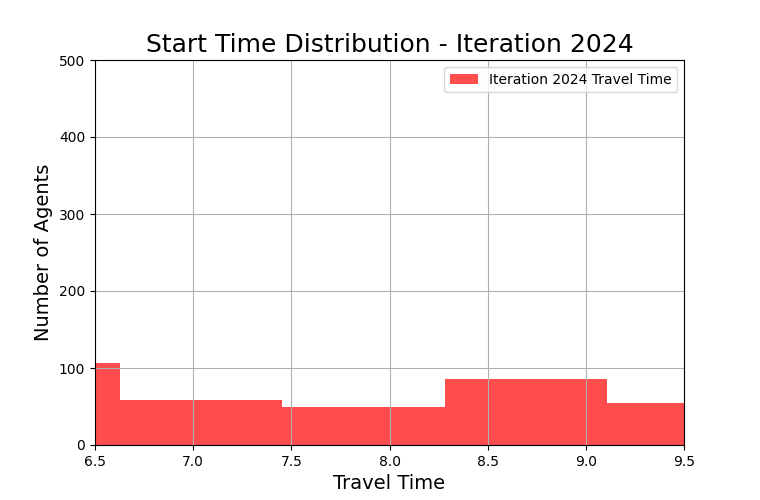 Start Time Distribution - Iteration 2024
Iteration 2024 Travel Time
Number of Agents
500
400
300
200
100
0
6.5 7.0 7.5 8.0 8.5 9.0 9.5
Travel Time